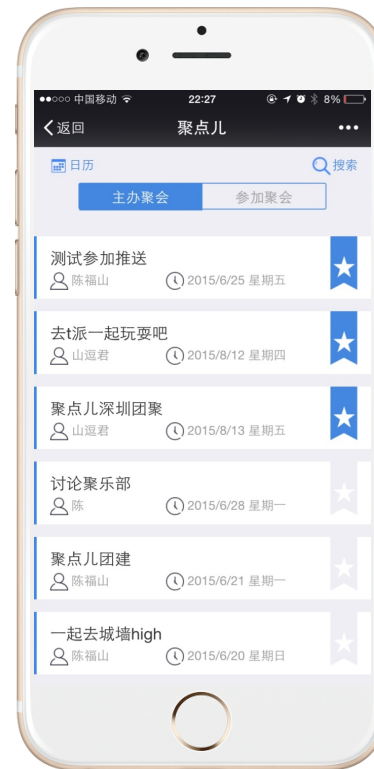 中国移动 22:27 8%
返回 聚点儿
日历 搜索
主办聚会 参加聚会
测试参加推送
陈福山 2015/6/25 星期五
去t派一起玩耍吧
山逗君 2015/8/12 星期四
聚点儿深圳团聚
山逗君 2015/8/13 星期五
讨论聚乐部
陈 2015/6/28 星期一
聚点儿团建
陈福山 2015/6/21 星期一
一起去城墙high
陈福山 2015/6/20 星期日